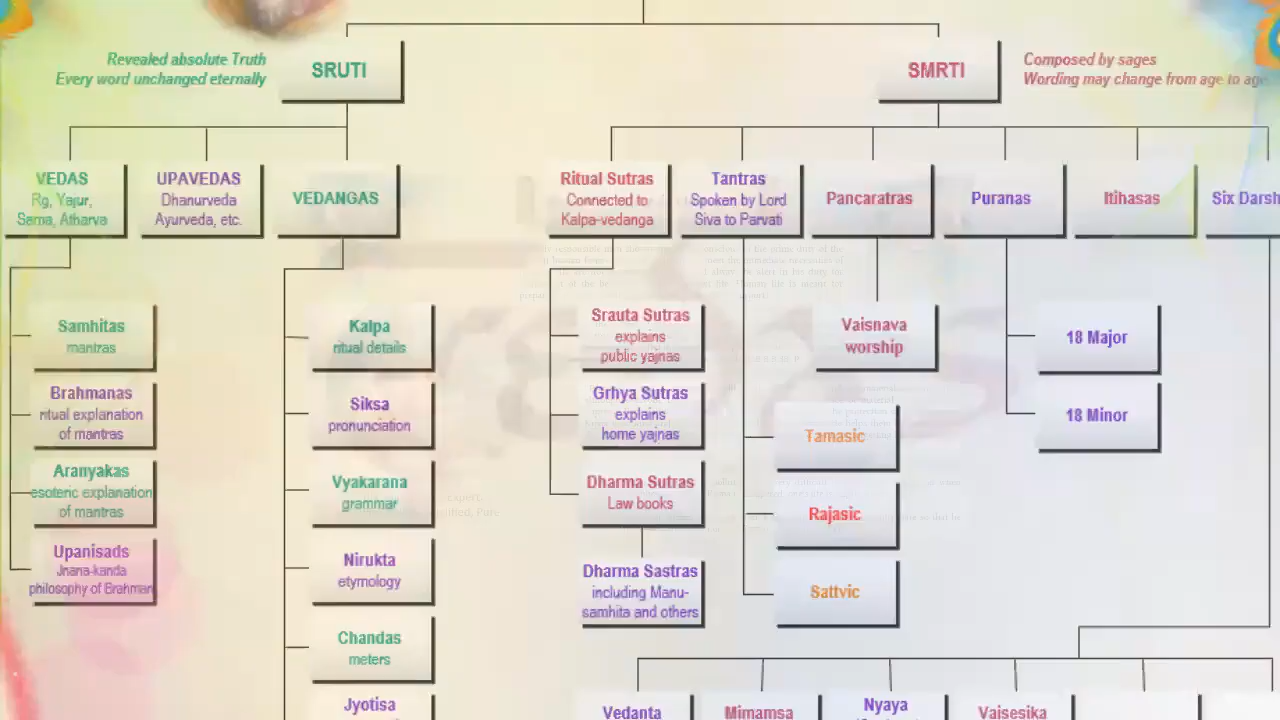 Revealed absolute Truth
Every word unchanged eternally
SRUTI
SMRTI
Composed by sages
Wording may change from age to age
VEDAS
Rg, Yajur,
Sama, Atharva
UPAVEDAS
Dhanurveda
Ayurveda, etc.
VEDANGAS
Ritual Sutras
Connected to
Kalpa-vedanga
Tantras
Spoken by Lord
Siva to Parvati
Pancaratras
Puranas
Itihasas
Six Darsh
Samhitas
mantras
Brahmanas
ritual explanation
of mantras
Aranyakas
esoteric explanation
of mantras
Upanisads
Jnana-kanda
philosophy of Brahman
Kalpa
ritual details
Siksa
pronunciation
Vyakarana
grammar
Nirukta
etymology
Chandas
meters
Jyotisa
Srauta Sutras
explains
public yajnas
Grhya Sutras
explains
home yajnas
Dharma Sutras
Law books
Dharma Sastras
including Manu-
samhita and others
Vaisnava
worship
Tamasic
Rajasic
Sattvic
18 Major
18 Minor
Vedanta
Mimamsa
Nyaya
Vaisesika